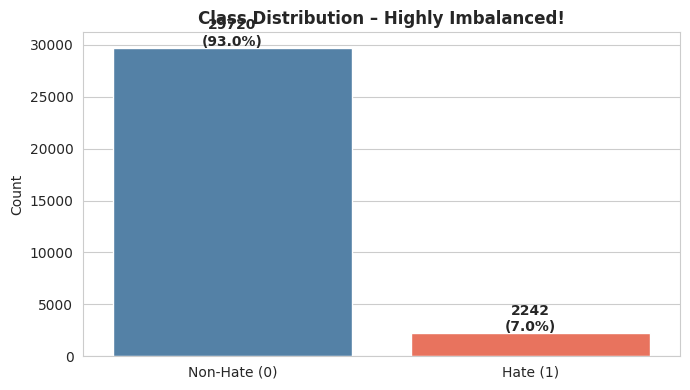 Class Distribution – Highly Imbalanced!
29720
(93.0%)
30000
25000
20000
15000
10000
5000
0
Count
2242
(7.0%)
Non-Hate (0)
Hate (1)